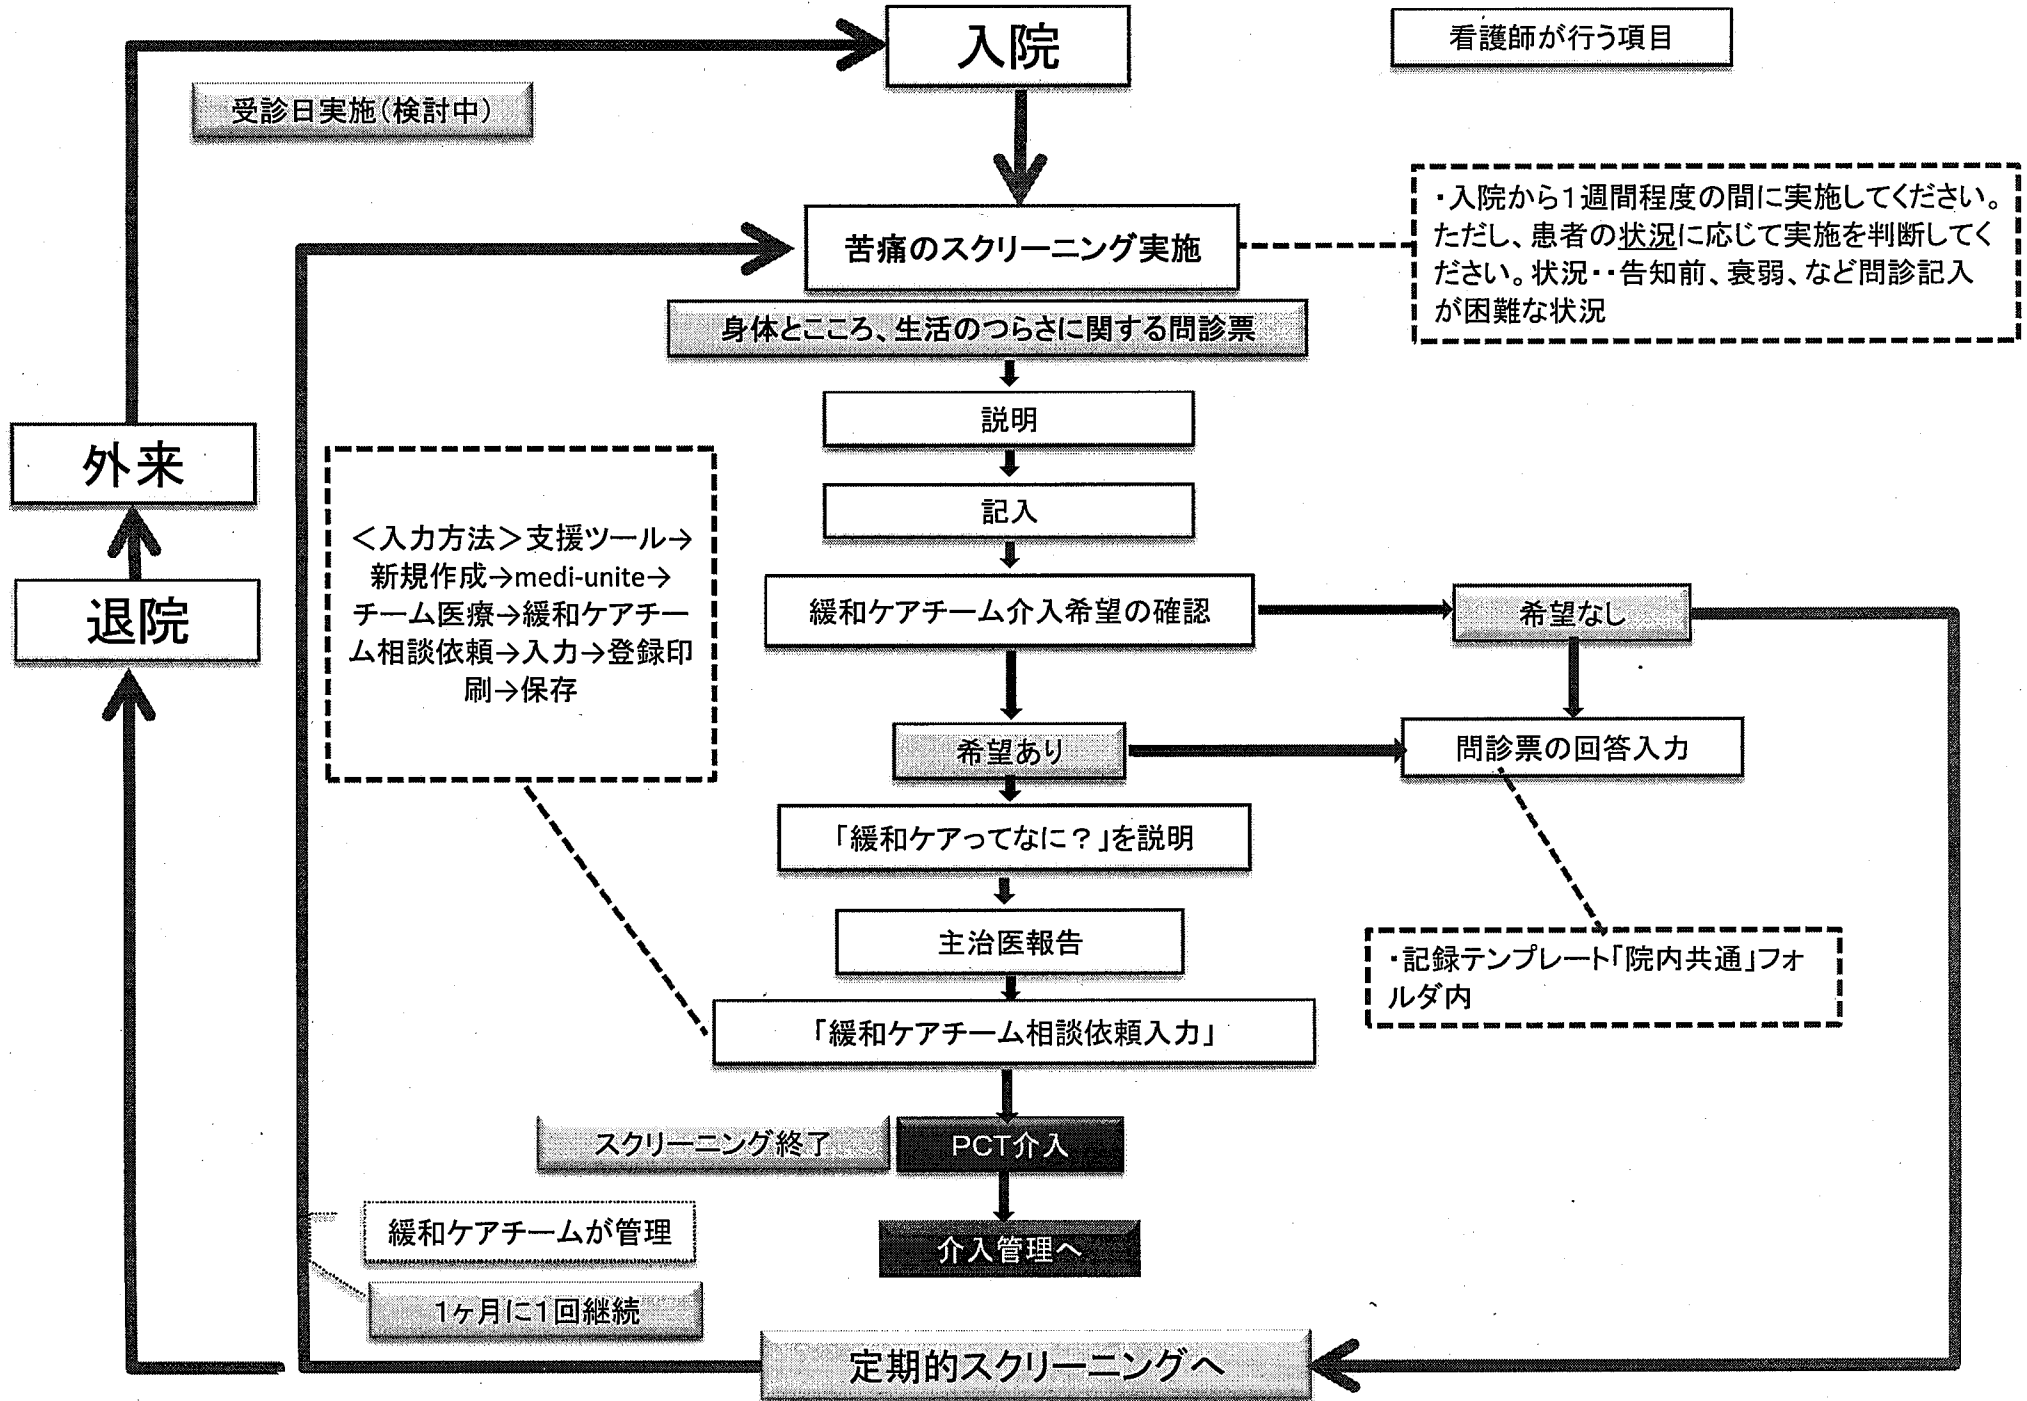 入院
看護師が行う項目
受診日実施（検討中）
・入院から１週間程度の間に実施してください。
ただし、患者の状況に応じて実施を判断してく
ださい。状況・・告知前、衰弱、など問診記入
が困難な状況
苦痛のスクリーニング実施
身体とこころ、生活のつらさに関する問診票
説明
外来
記入
＜入力方法＞支援ツール→
新規作成→medi-unite→
チーム医療→緩和ケアチー
ム相談依頼→入力→登録印
刷→保存
緩和ケアチーム介入希望の確認
希望なし
退院
希望あり
問診票の回答入力
「緩和ケアってなに？」を説明
主治医報告
・記録テンプレート「院内共通」フォ
ルダ内
「緩和ケアチーム相談依頼入力」
スクリーニング終了
PCT介入
緩和ケアチームが管理
介入管理へ
１ヶ月に１回継続
定期的スクリーニングへ